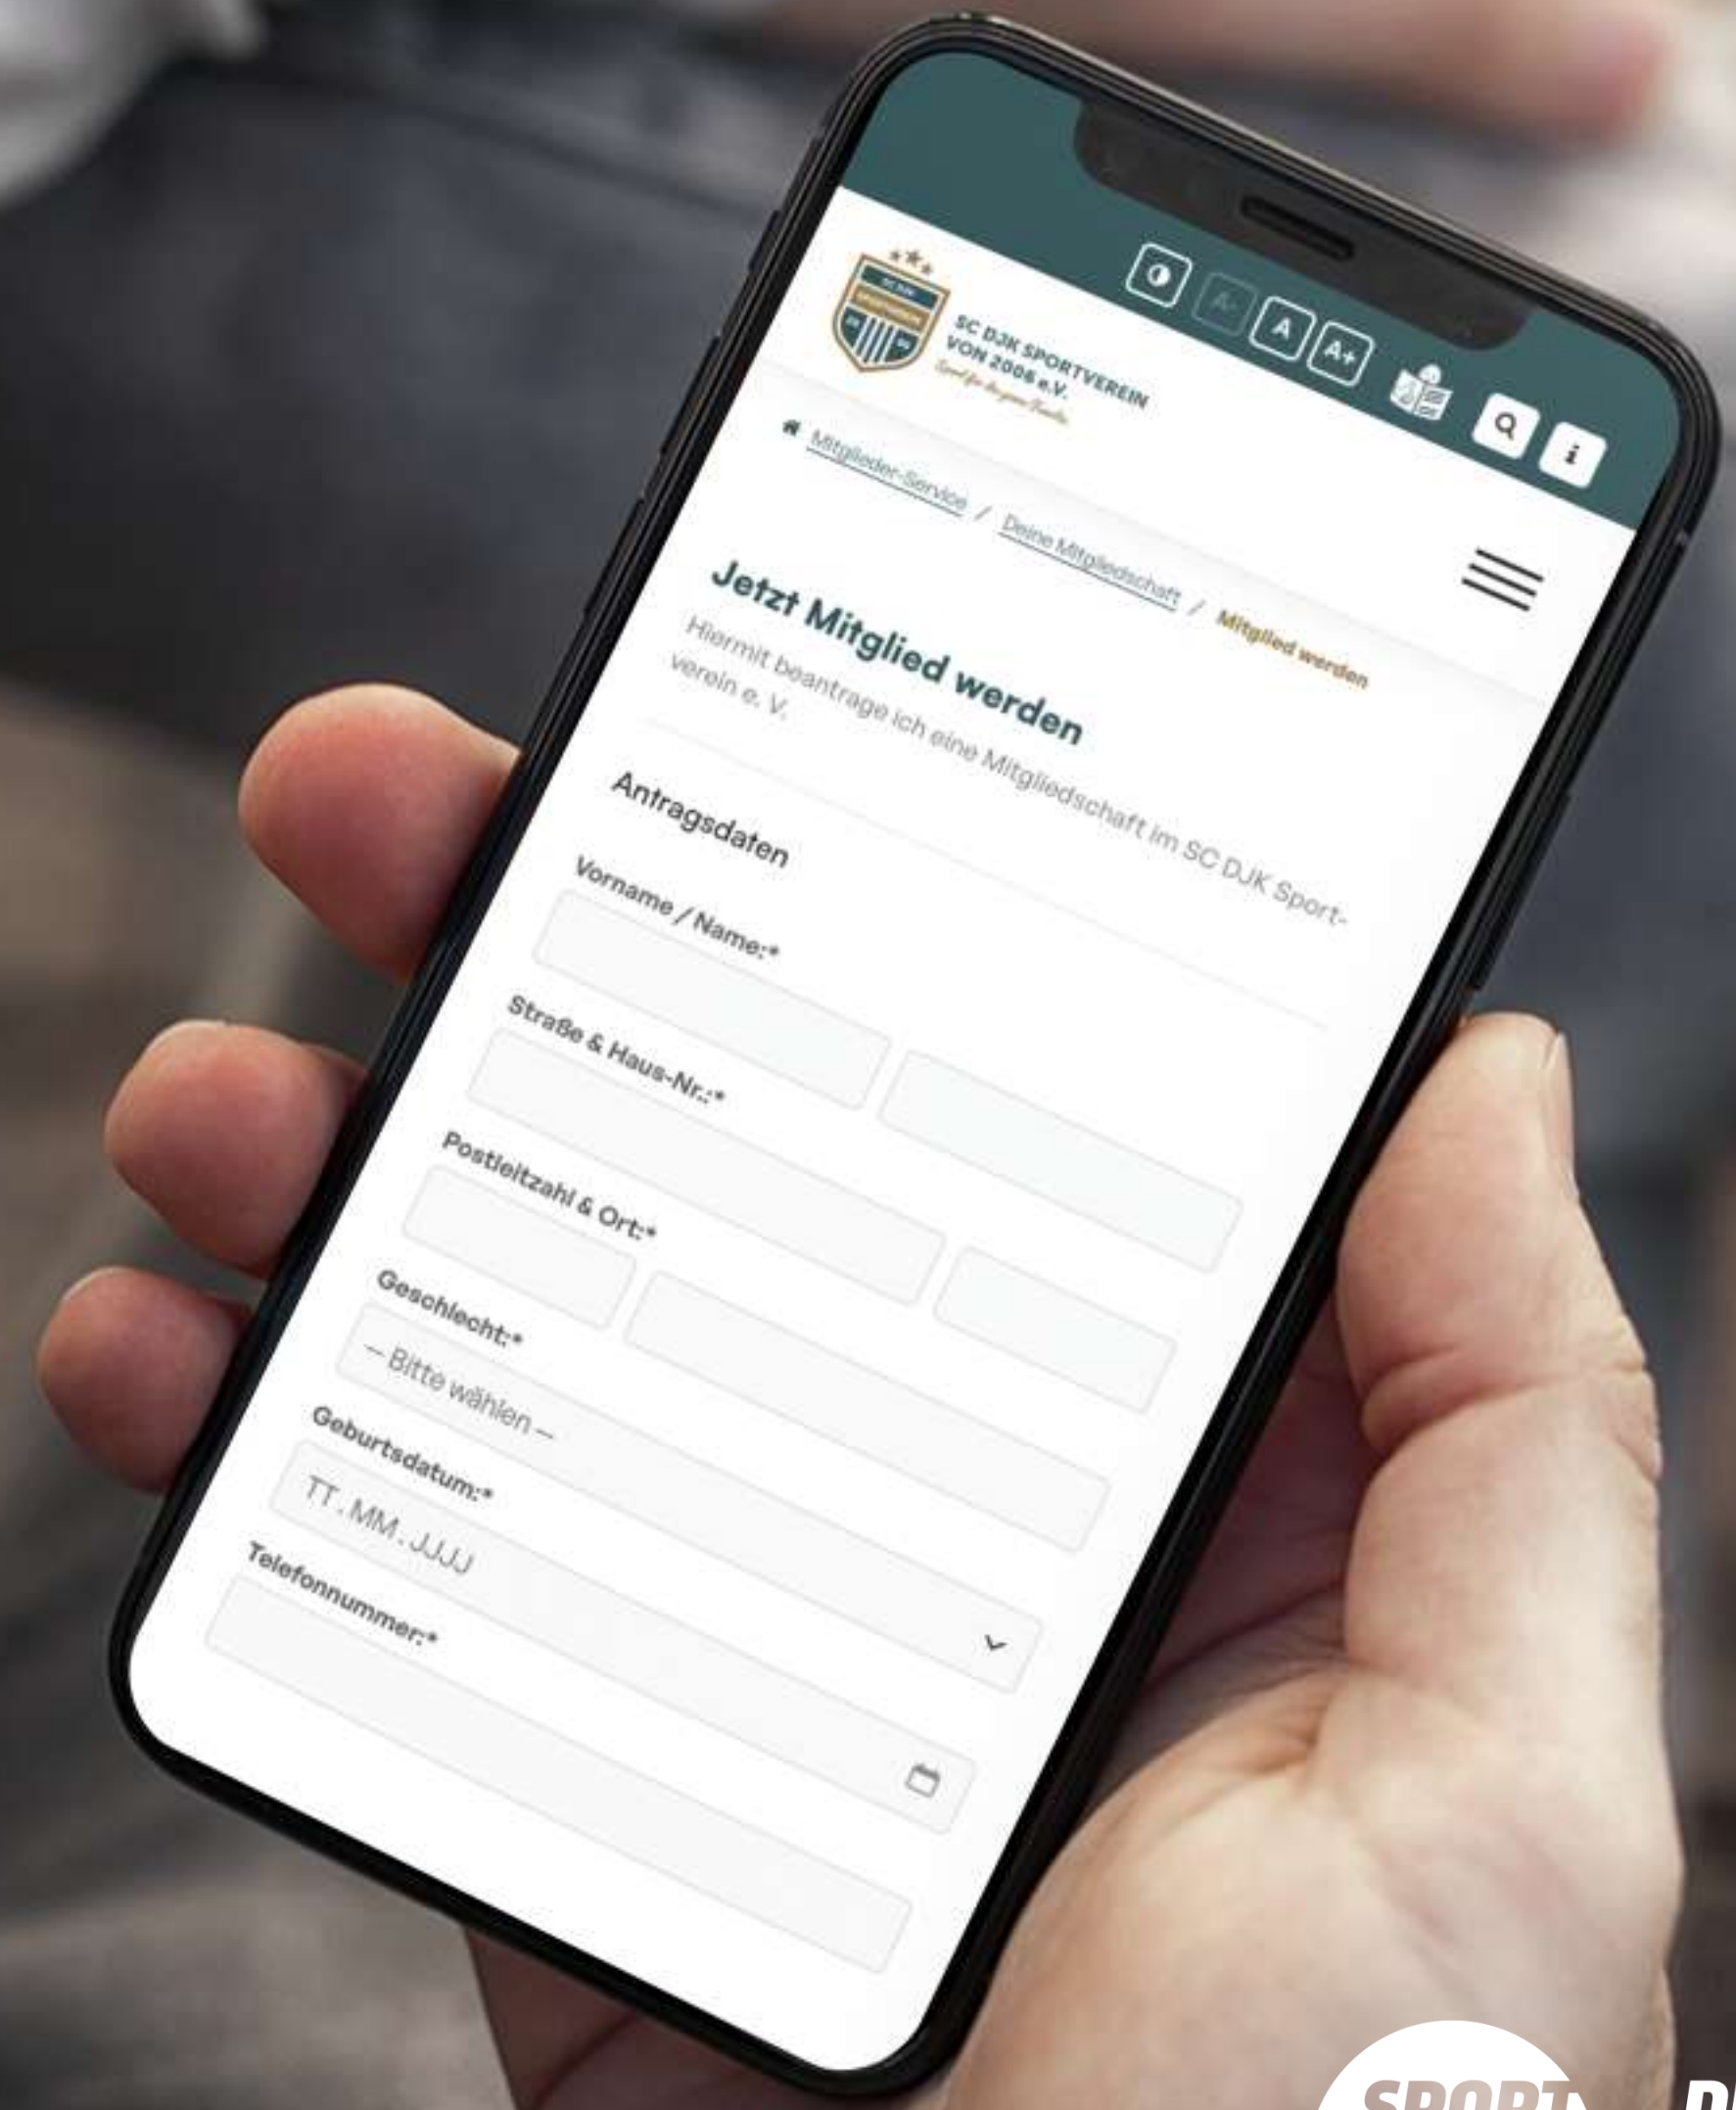 A-
A
A+
i
SC DJK
SC DJK SPORTVEREIN
VON 2006 e.V.
Mitglieder-Service / Deine Mitgliedschaft / Mitglied werden
Jetzt Mitglied werden
Hiermit beantrage ich eine Mitgliedschaft im SC DJK Sport-
verein e. V.
Antragsdaten
Vorname / Name:*
Straße & Haus-Nr.:*
Postleitzahl & Ort:*
Geschlecht:*
– Bitte wählen –
Geburtsdatum:*
TT . MM . JJJJ
Telefonnummer:*
SPORT